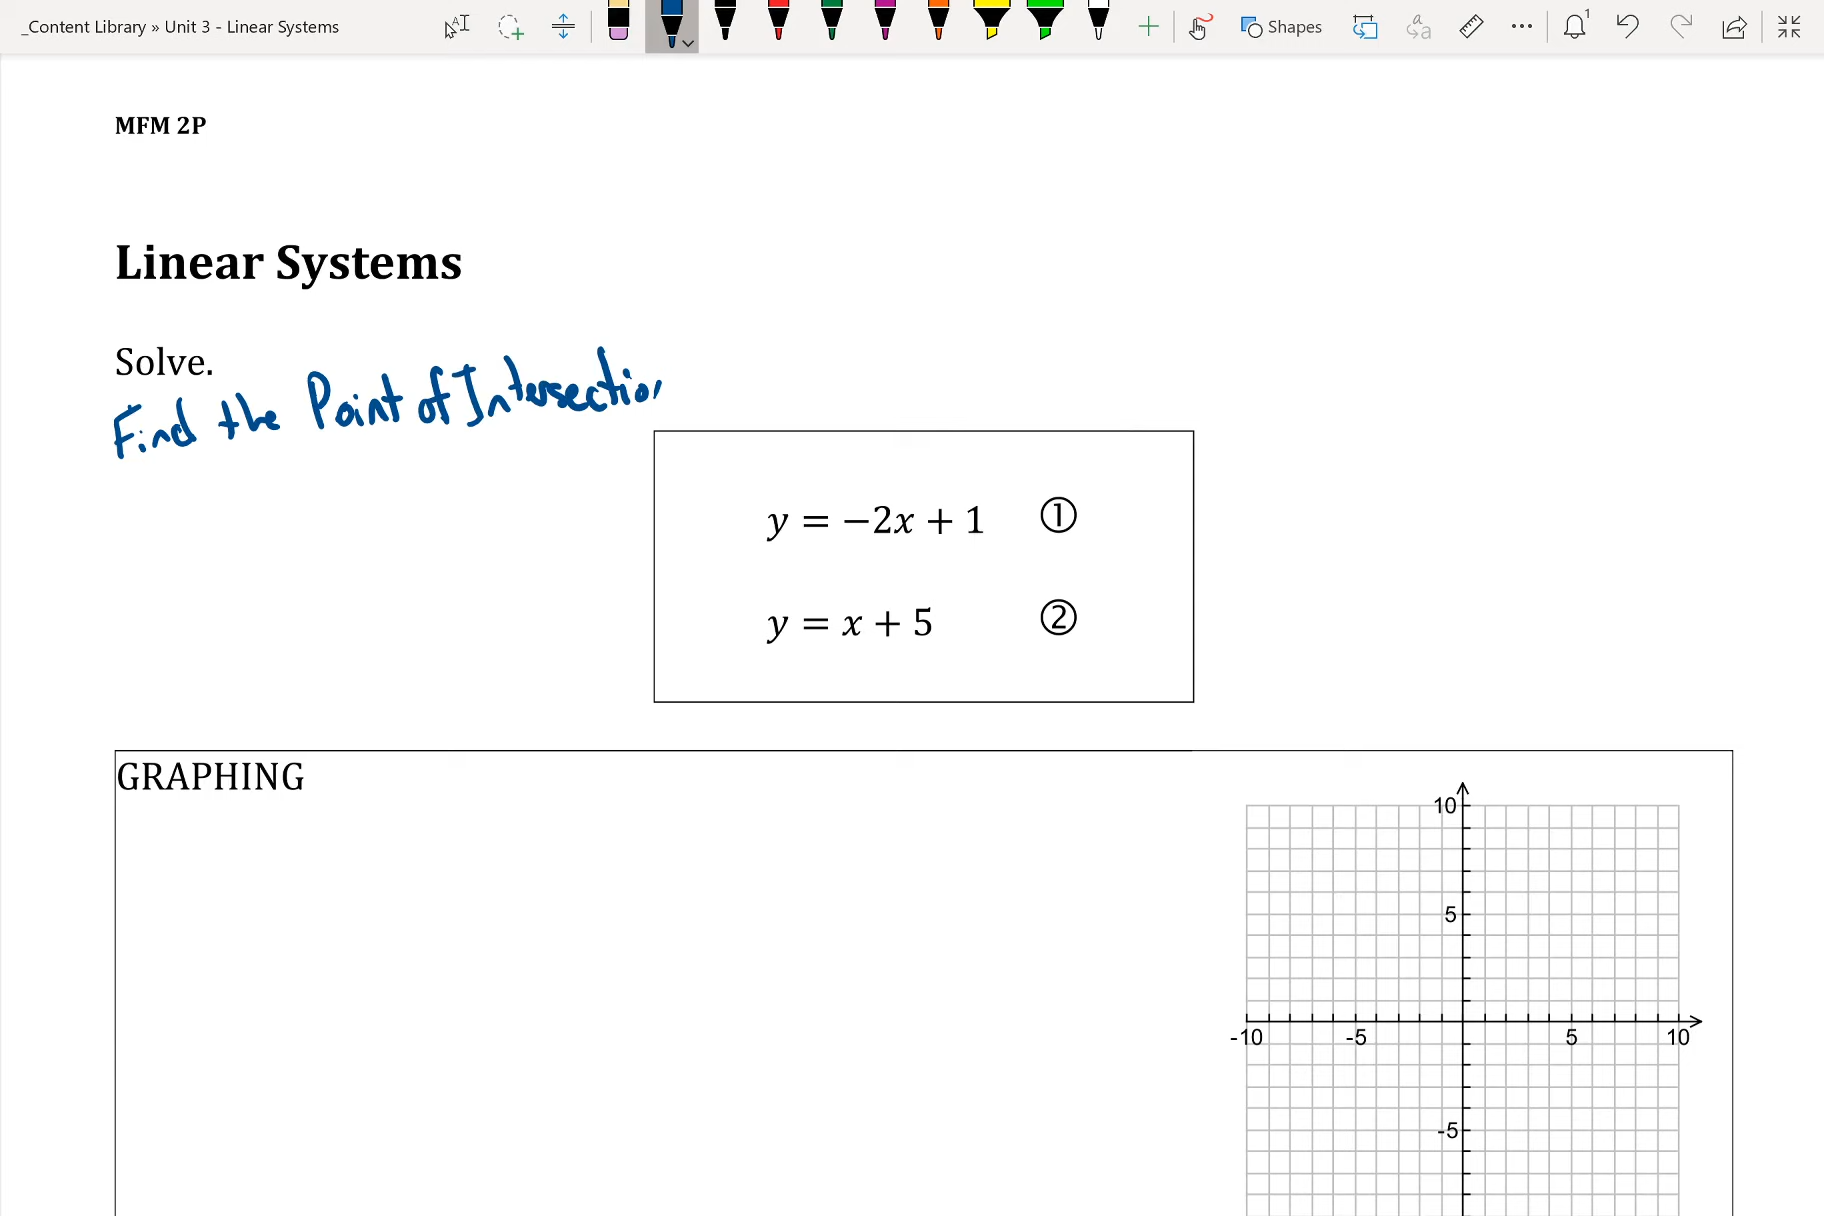 _Content Library » Unit 3 - Linear Systems
Shapes
1
MFM 2P
Linear Systems
Solve.
Find the Point of Intersection
y = −2x + 1 ①
y = x + 5 ②
GRAPHING
10
5
-10 -5 5 10
-5